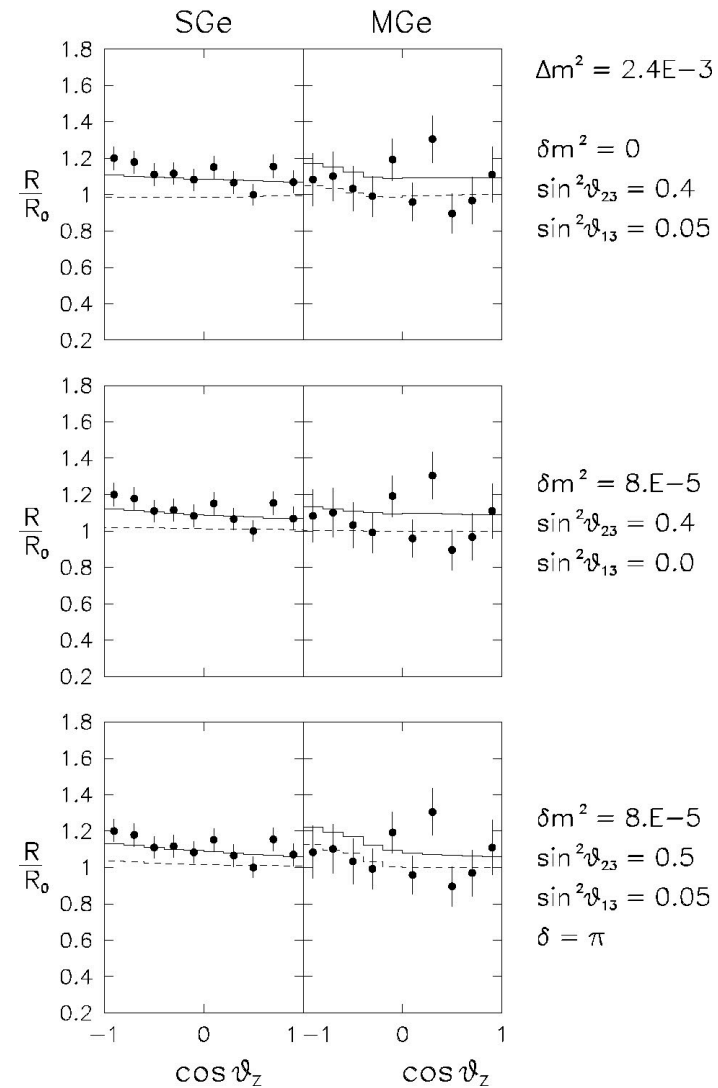 SGe MGe
Δm² = 2.4E−3
1.8
1.6
1.4
1.2
1
0.8
0.6
0.4
0.2
R/R₀
δm² = 0
sin²ϑ₂₃ = 0.4
sin²ϑ₁₃ = 0.05
1.8
1.6
1.4
1.2
1
0.8
0.6
0.4
0.2
R/R₀
δm² = 8.E−5
sin²ϑ₂₃ = 0.4
sin²ϑ₁₃ = 0.0
1.8
1.6
1.4
1.2
1
0.8
0.6
0.4
0.2
R/R₀
δm² = 8.E−5
sin²ϑ₂₃ = 0.5
sin²ϑ₁₃ = 0.05
δ = π
−1 0 1 −1 0 1
cos ϑ_Z cos ϑ_Z